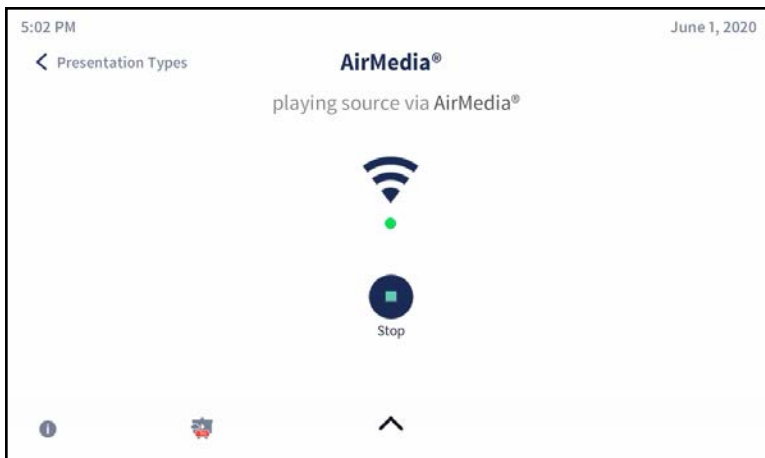 5:02 PM
June 1, 2020
Presentation Types
AirMedia®
playing source via AirMedia®
Stop